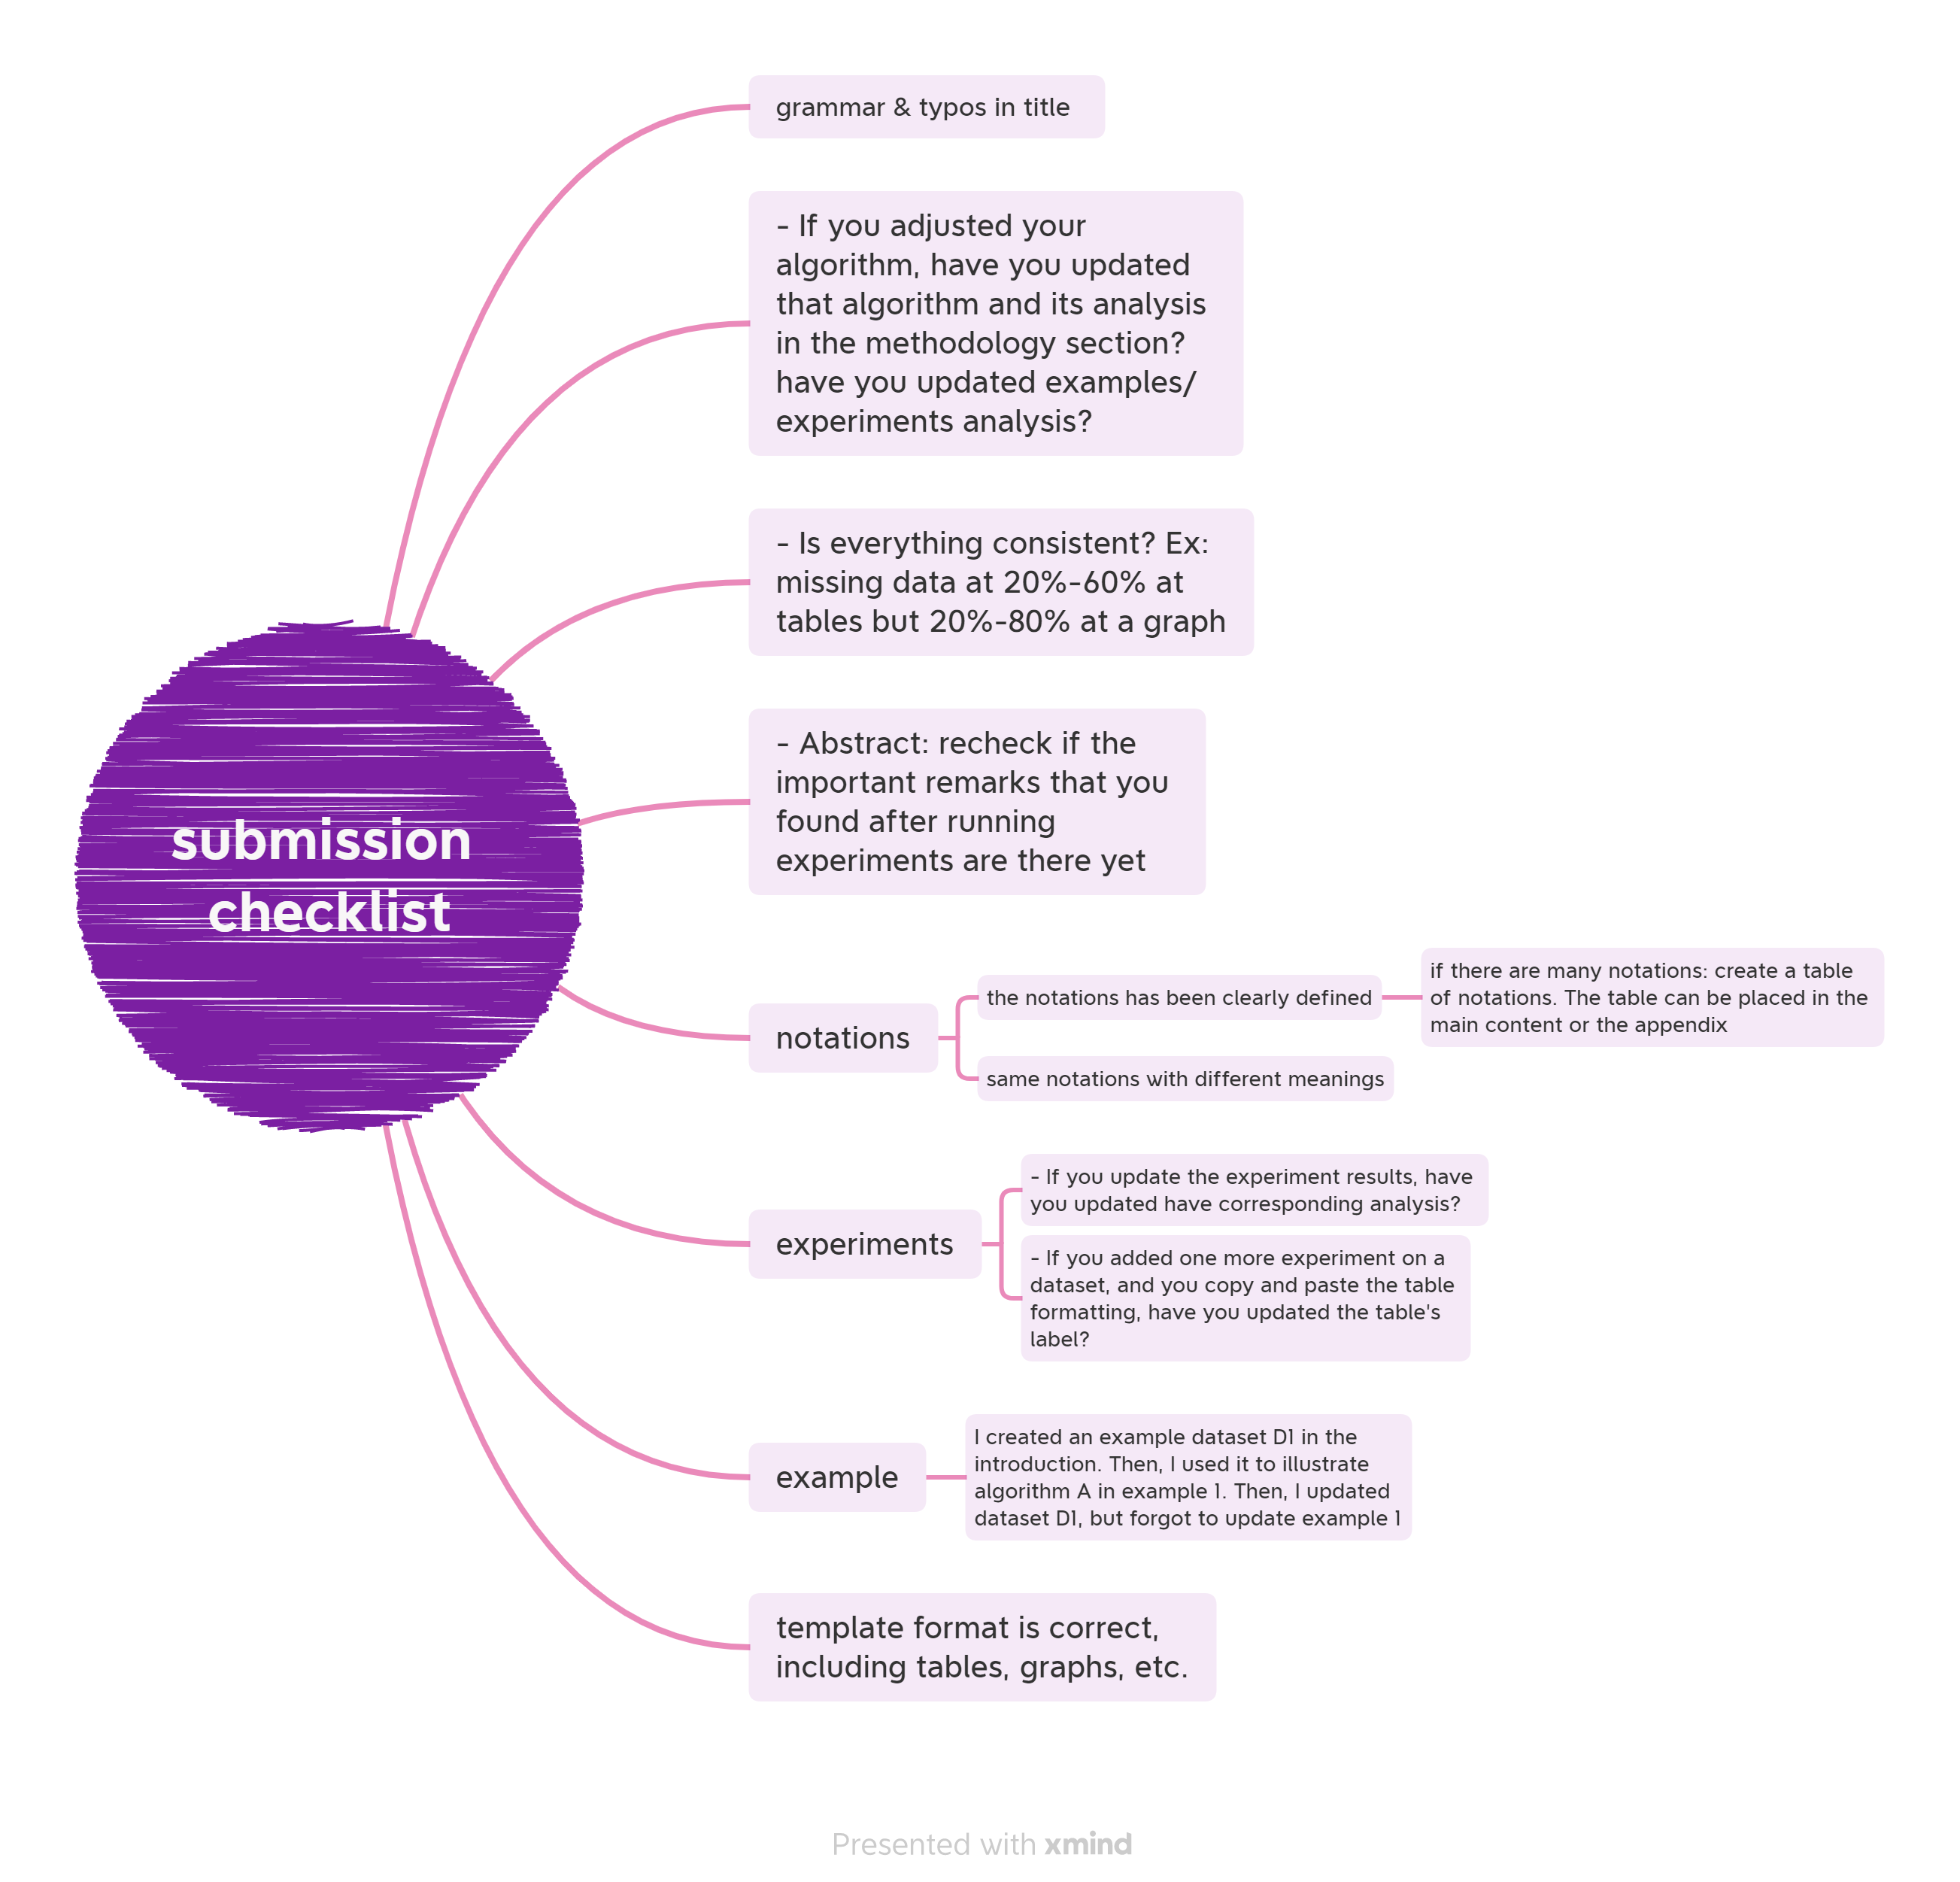 grammar & typos in title
- If you adjusted your
algorithm, have you updated
that algorithm and its analysis
in the methodology section?
have you updated examples/
experiments analysis?
- Is everything consistent? Ex:
missing data at 20%-60% at
tables but 20%-80% at a graph
- Abstract: recheck if the
important remarks that you
found after running
experiments are there yet
submission
checklist
notations
the notations has been clearly defined
if there are many notations: create a table
of notations. The table can be placed in the
main content or the appendix
same notations with different meanings
experiments
- If you update the experiment results, have
you updated have corresponding analysis?
- If you added one more experiment on a
dataset, and you copy and paste the table
formatting, have you updated the table's
label?
example
I created an example dataset D1 in the
introduction. Then, I used it to illustrate
algorithm A in example 1. Then, I updated
dataset D1, but forgot to update example 1
template format is correct,
including tables, graphs, etc.
Presented with xmind